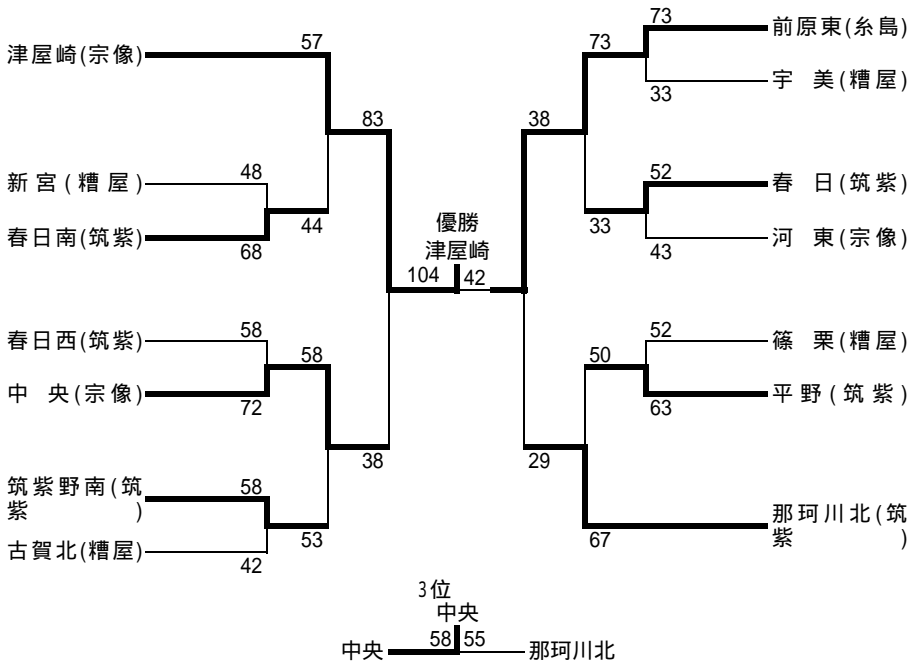 津屋崎(宗像)
57
83
新宮(糟屋)
48
春日南(筑紫)
68
44
春日西(筑紫)
58
58
中　央(宗像)
72
38
筑紫野南(筑
紫　　　　)
58
53
古賀北(糟屋)
42
優勝
津屋崎
104
42
73
前原東(糸島)
73
宇　美(糟屋)
33
38
52
春　日(筑紫)
33
河　東(宗像)
43
52
篠　栗(糟屋)
50
平野(筑紫)
63
29
那珂川北(筑
紫　　　　)
67
3位
中央
中央
58
55
那珂川北